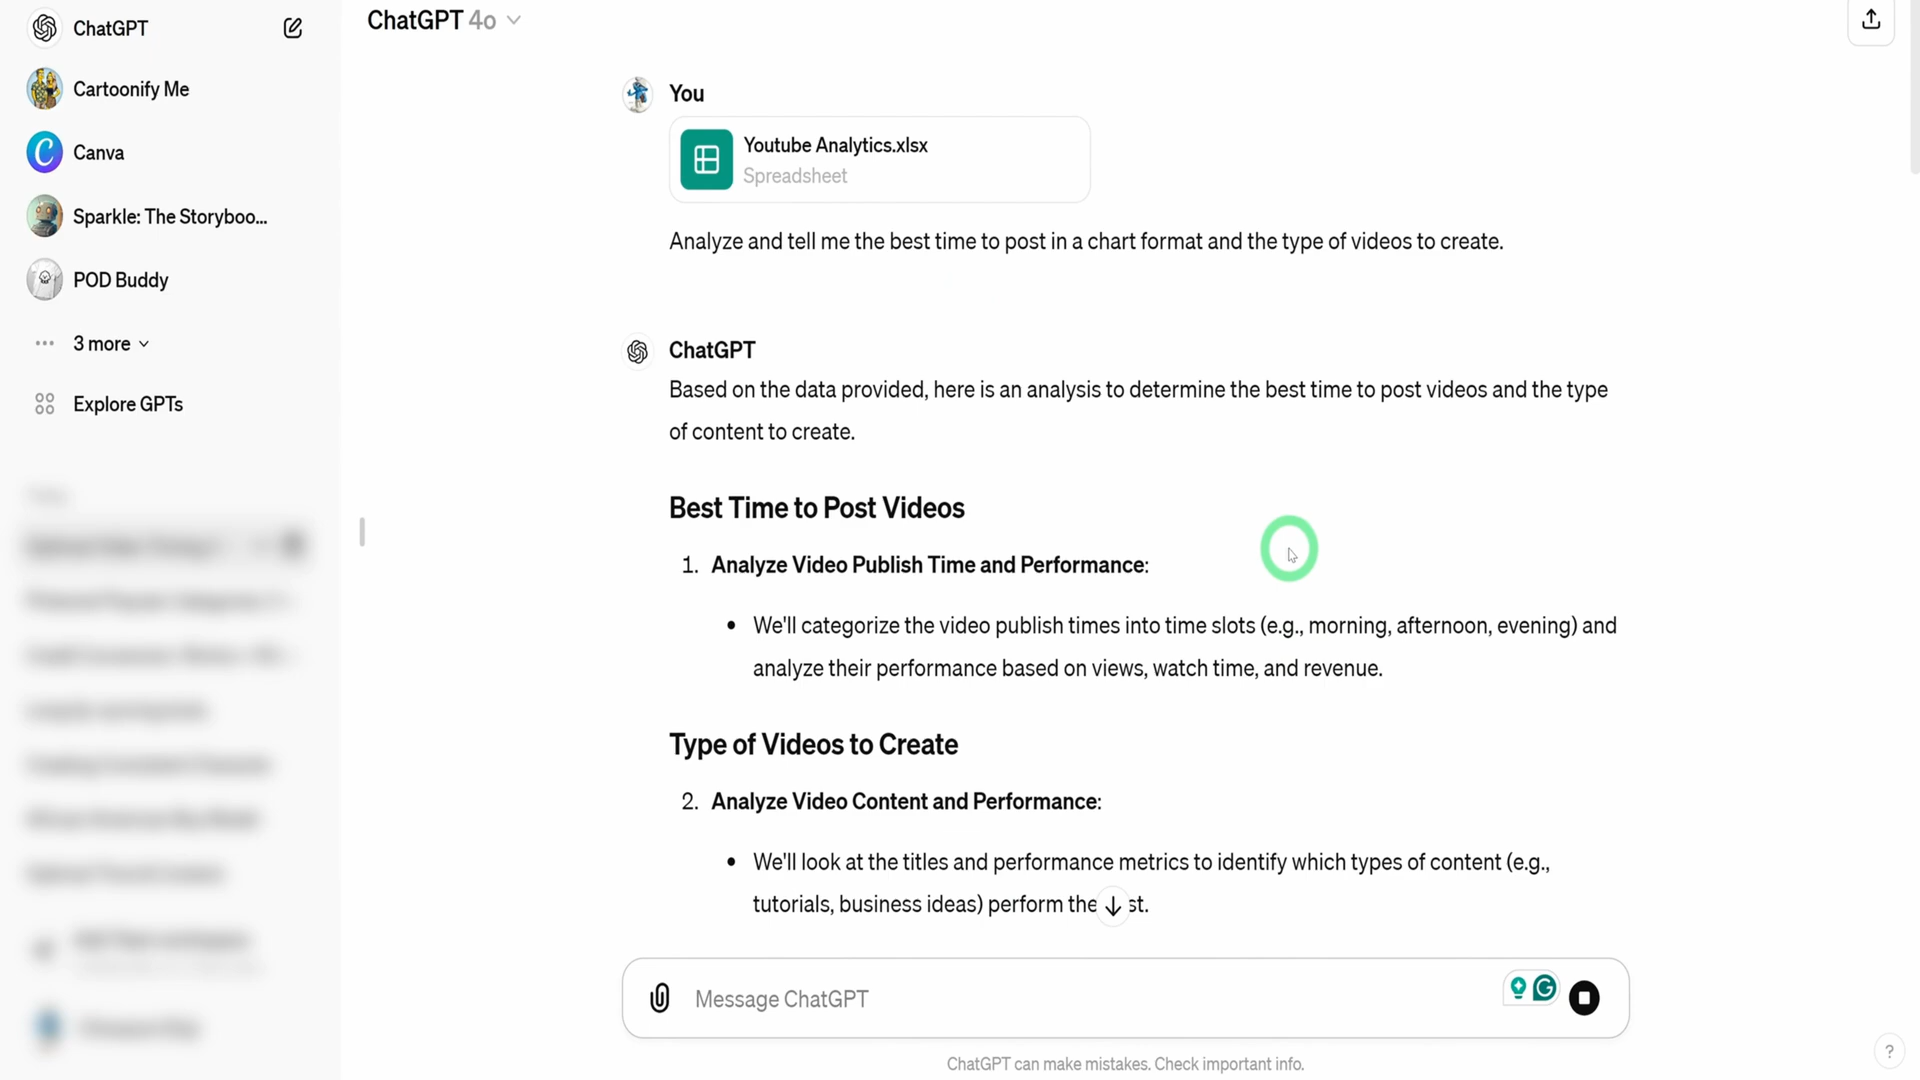 ChatGPT
Cartoonify Me
Canva
Sparkle: The Storyboo...
POD Buddy
3 more
Explore GPTs
ChatGPT 4o
You
Youtube Analytics.xlsx
Spreadsheet
Analyze and tell me the best time to post in a chart format and the type of videos to create.
ChatGPT
Based on the data provided, here is an analysis to determine the best time to post videos and the type
of content to create.
Best Time to Post Videos
1. Analyze Video Publish Time and Performance:
• We'll categorize the video publish times into time slots (e.g., morning, afternoon, evening) and
analyze their performance based on views, watch time, and revenue.
Type of Videos to Create
2. Analyze Video Content and Performance:
• We'll look at the titles and performance metrics to identify which types of content (e.g.,
tutorials, business ideas) perform the st.
Message ChatGPT
ChatGPT can make mistakes. Check important info.
?